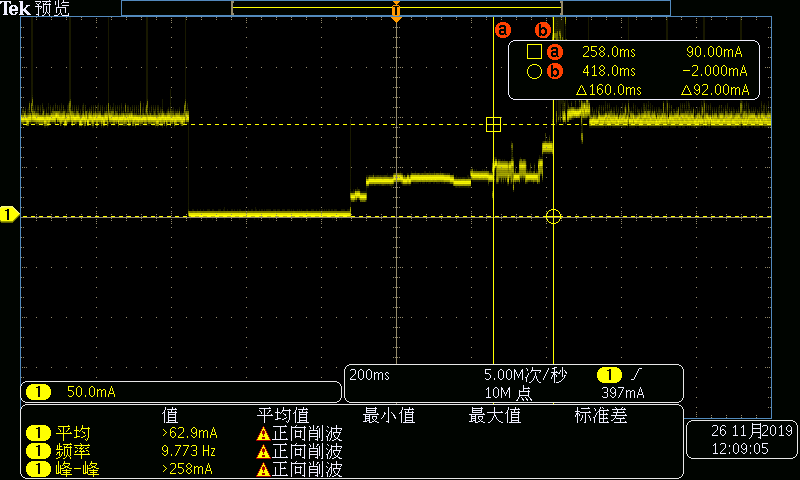 Tek 预览
T
a b
a 258.0ms 90.00mA
b 418.0ms −2.000mA
△160.0ms △92.00mA
1
1 50.0mA
200ms 5.00M次/秒 1
10M 点 397mA
值 平均值 最小值 最大值 标准差
1 平均 >62.9mA 正向削波
1 频率 9.773 Hz 正向削波
1 峰-峰 >258mA 正向削波
26 11月2019
12:09:05